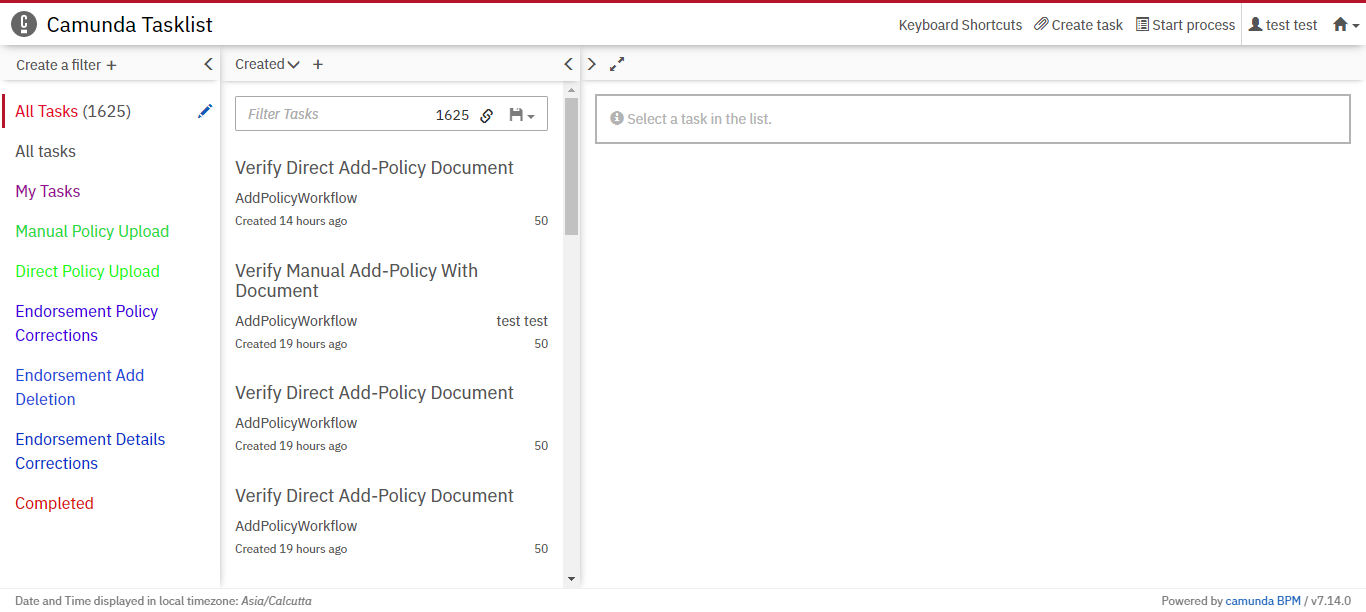 Camunda Tasklist
Keyboard Shortcuts Create task Start process test test
Create a filter +
Created +
All Tasks (1625)
All tasks
My Tasks
Manual Policy Upload
Direct Policy Upload
Endorsement Policy
Corrections
Endorsement Add
Deletion
Endorsement Details
Corrections
Completed
Filter Tasks 1625
Verify Direct Add-Policy Document
AddPolicyWorkflow
Created 14 hours ago 50
Verify Manual Add-Policy With
Document
AddPolicyWorkflow test test
Created 19 hours ago 50
Verify Direct Add-Policy Document
AddPolicyWorkflow
Created 19 hours ago 50
Verify Direct Add-Policy Document
AddPolicyWorkflow
Created 19 hours ago 50
Select a task in the list.
Date and Time displayed in local timezone: Asia/Calcutta
Powered by camunda BPM / v7.14.0